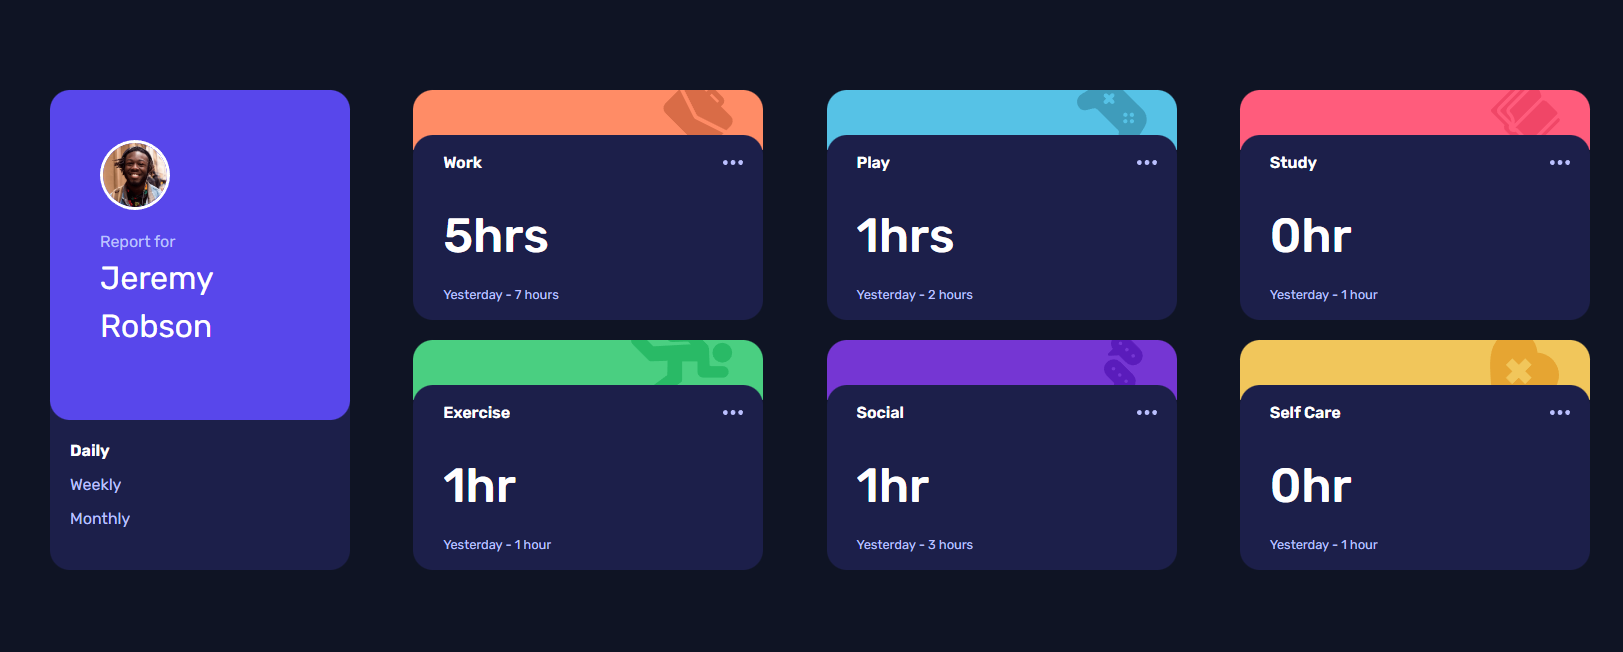 Report for
Jeremy
Robson
Daily
Weekly
Monthly
Work
5hrs
Yesterday - 7 hours
Play
1hrs
Yesterday - 2 hours
Study
0hr
Yesterday - 1 hour
Exercise
1hr
Yesterday - 1 hour
Social
1hr
Yesterday - 3 hours
Self Care
0hr
Yesterday - 1 hour